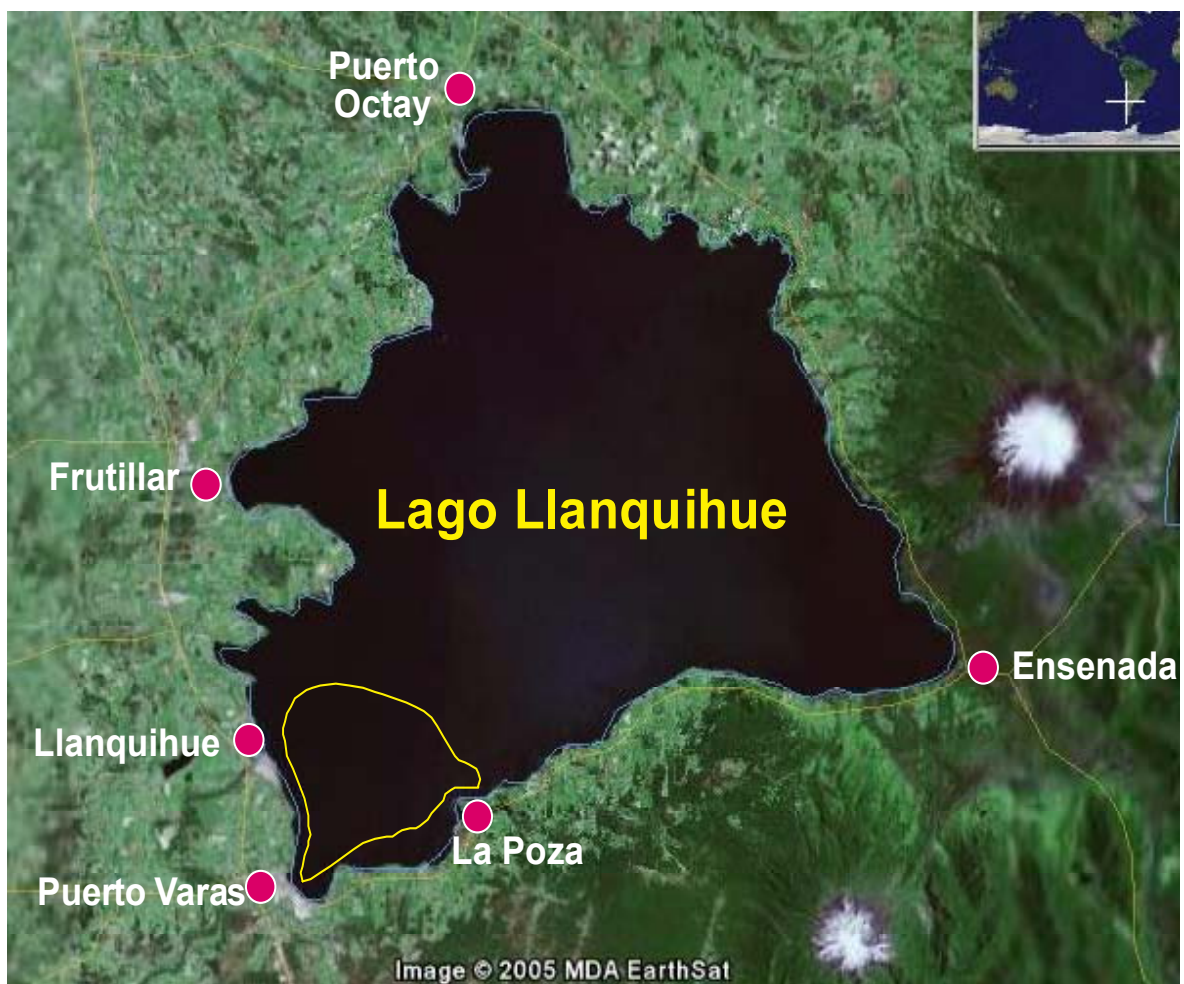 Puerto
Octay
Frutillar
Lago Llanquihue
Ensenada
Llanquihue
La Poza
Puerto Varas
Image © 2005 MDA EarthSat